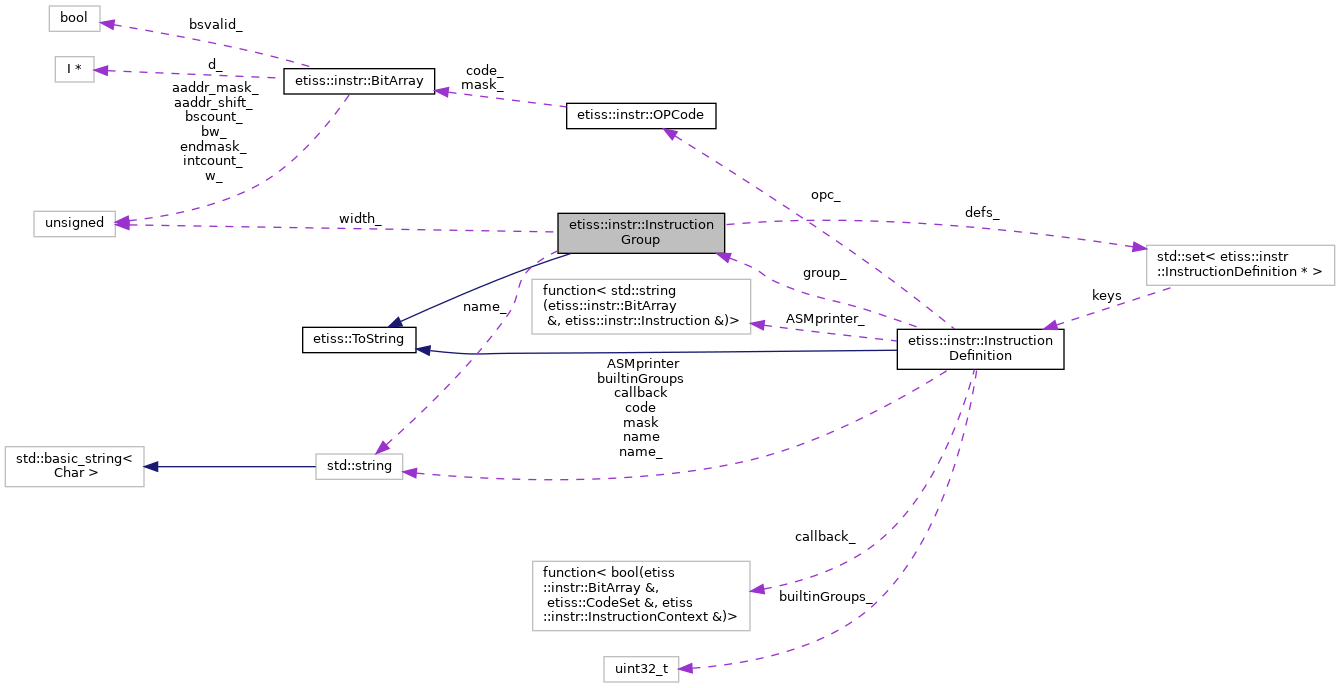 bool
bsvalid_
I *
d_
etiss::instr::BitArray
code_
mask_
aaddr_mask_
aaddr_shift_
bscount_
bw_
endmask_
intcount_
w_
etiss::instr::OPCode
opc_
unsigned
width_
etiss::instr::Instruction
Group
defs_
std::set< etiss::instr
::InstructionDefinition * >
group_
keys
function< std::string
(etiss::instr::BitArray
&, etiss::instr::Instruction &)>
name_
ASMprinter_
etiss::ToString
etiss::instr::Instruction
Definition
ASMprinter
builtinGroups
callback
code
mask
name
name_
std::basic_string<
Char >
std::string
callback_
function< bool(etiss
::instr::BitArray &,
etiss::CodeSet &, etiss
::instr::InstructionContext &)>
builtinGroups_
uint32_t